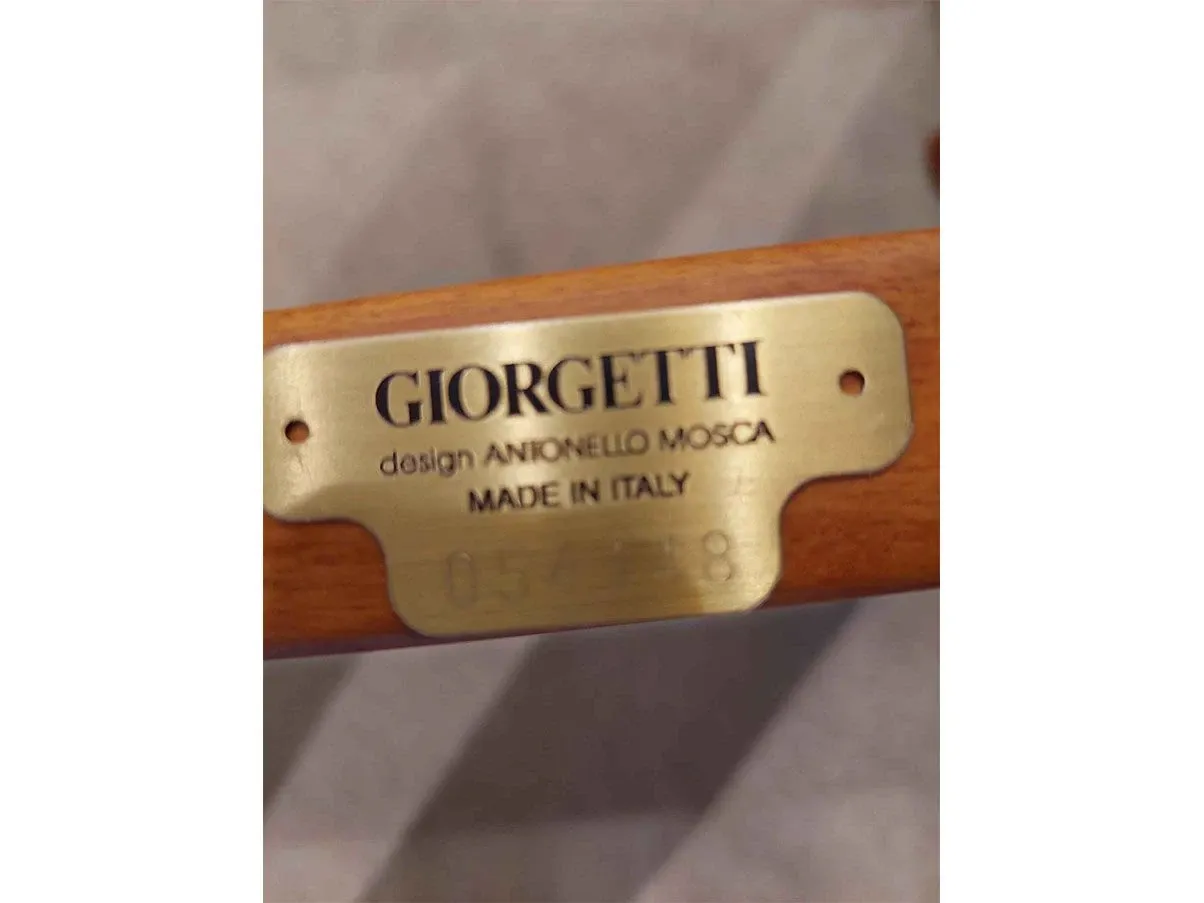 GIORGETTI
design ANTONELLO MOSCA
MADE IN ITALY